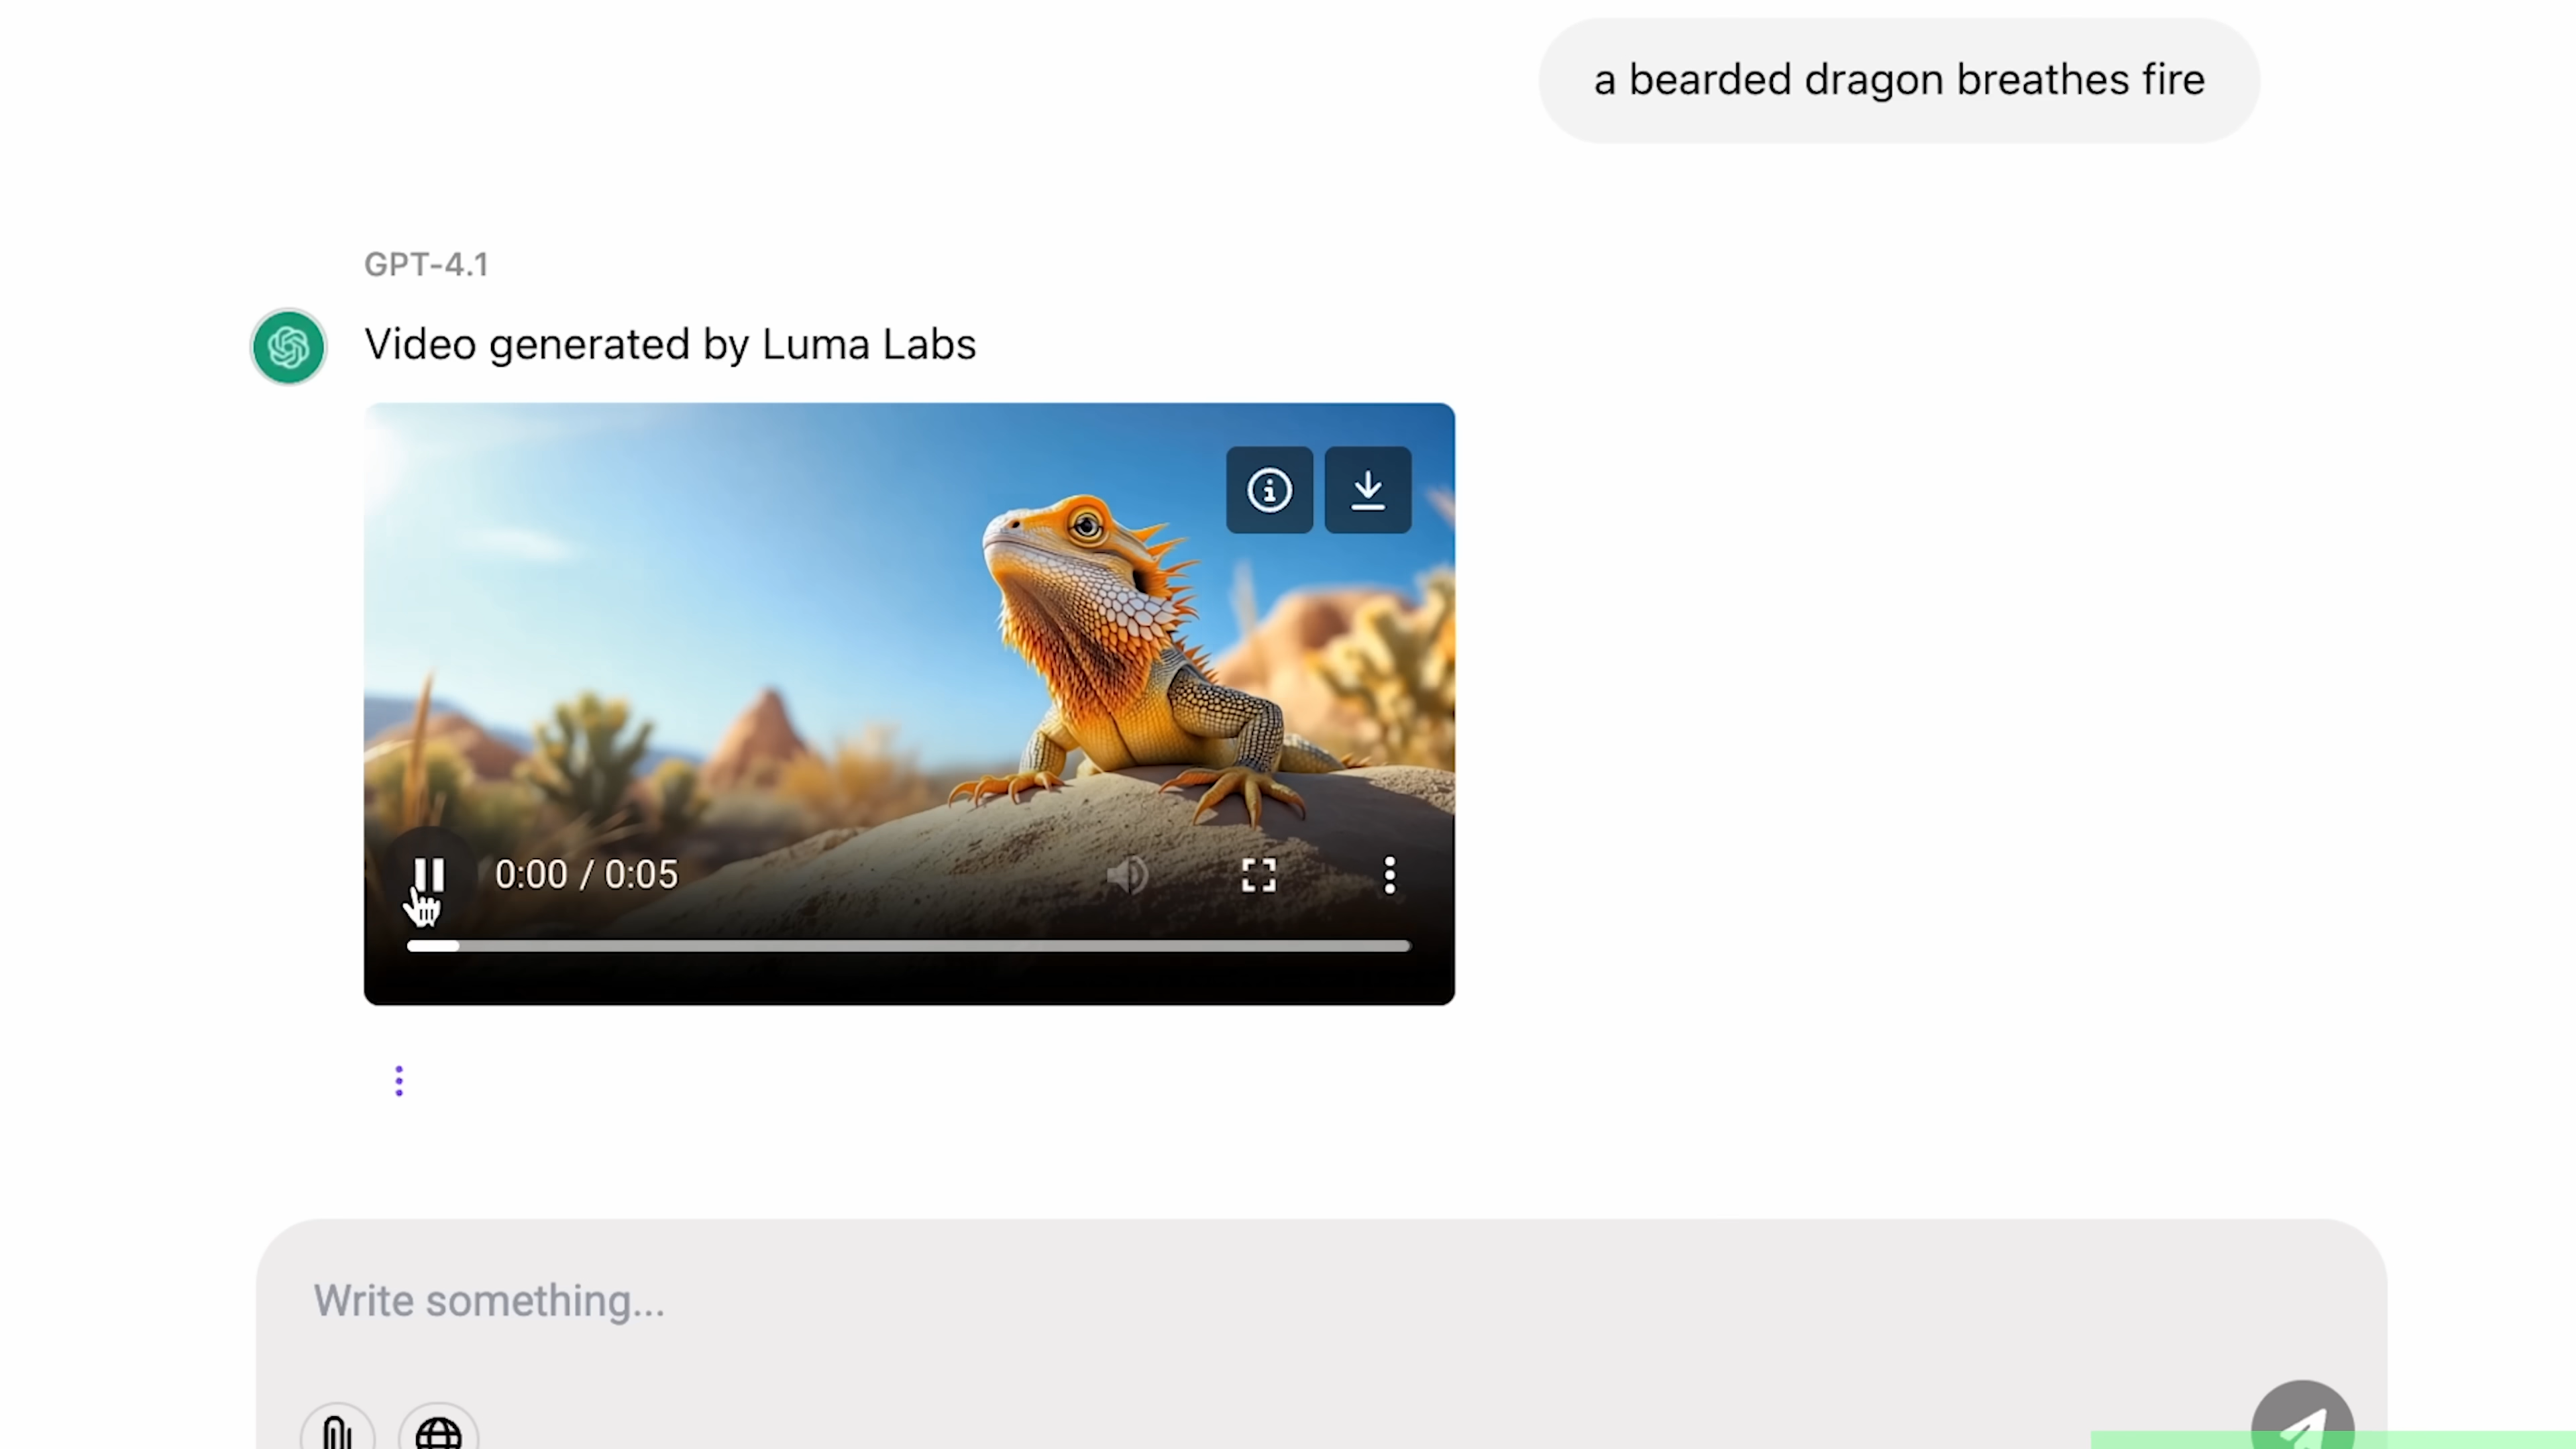 a bearded dragon breathes fire
GPT-4.1
Video generated by Luma Labs
0:00 / 0:05
Write something...